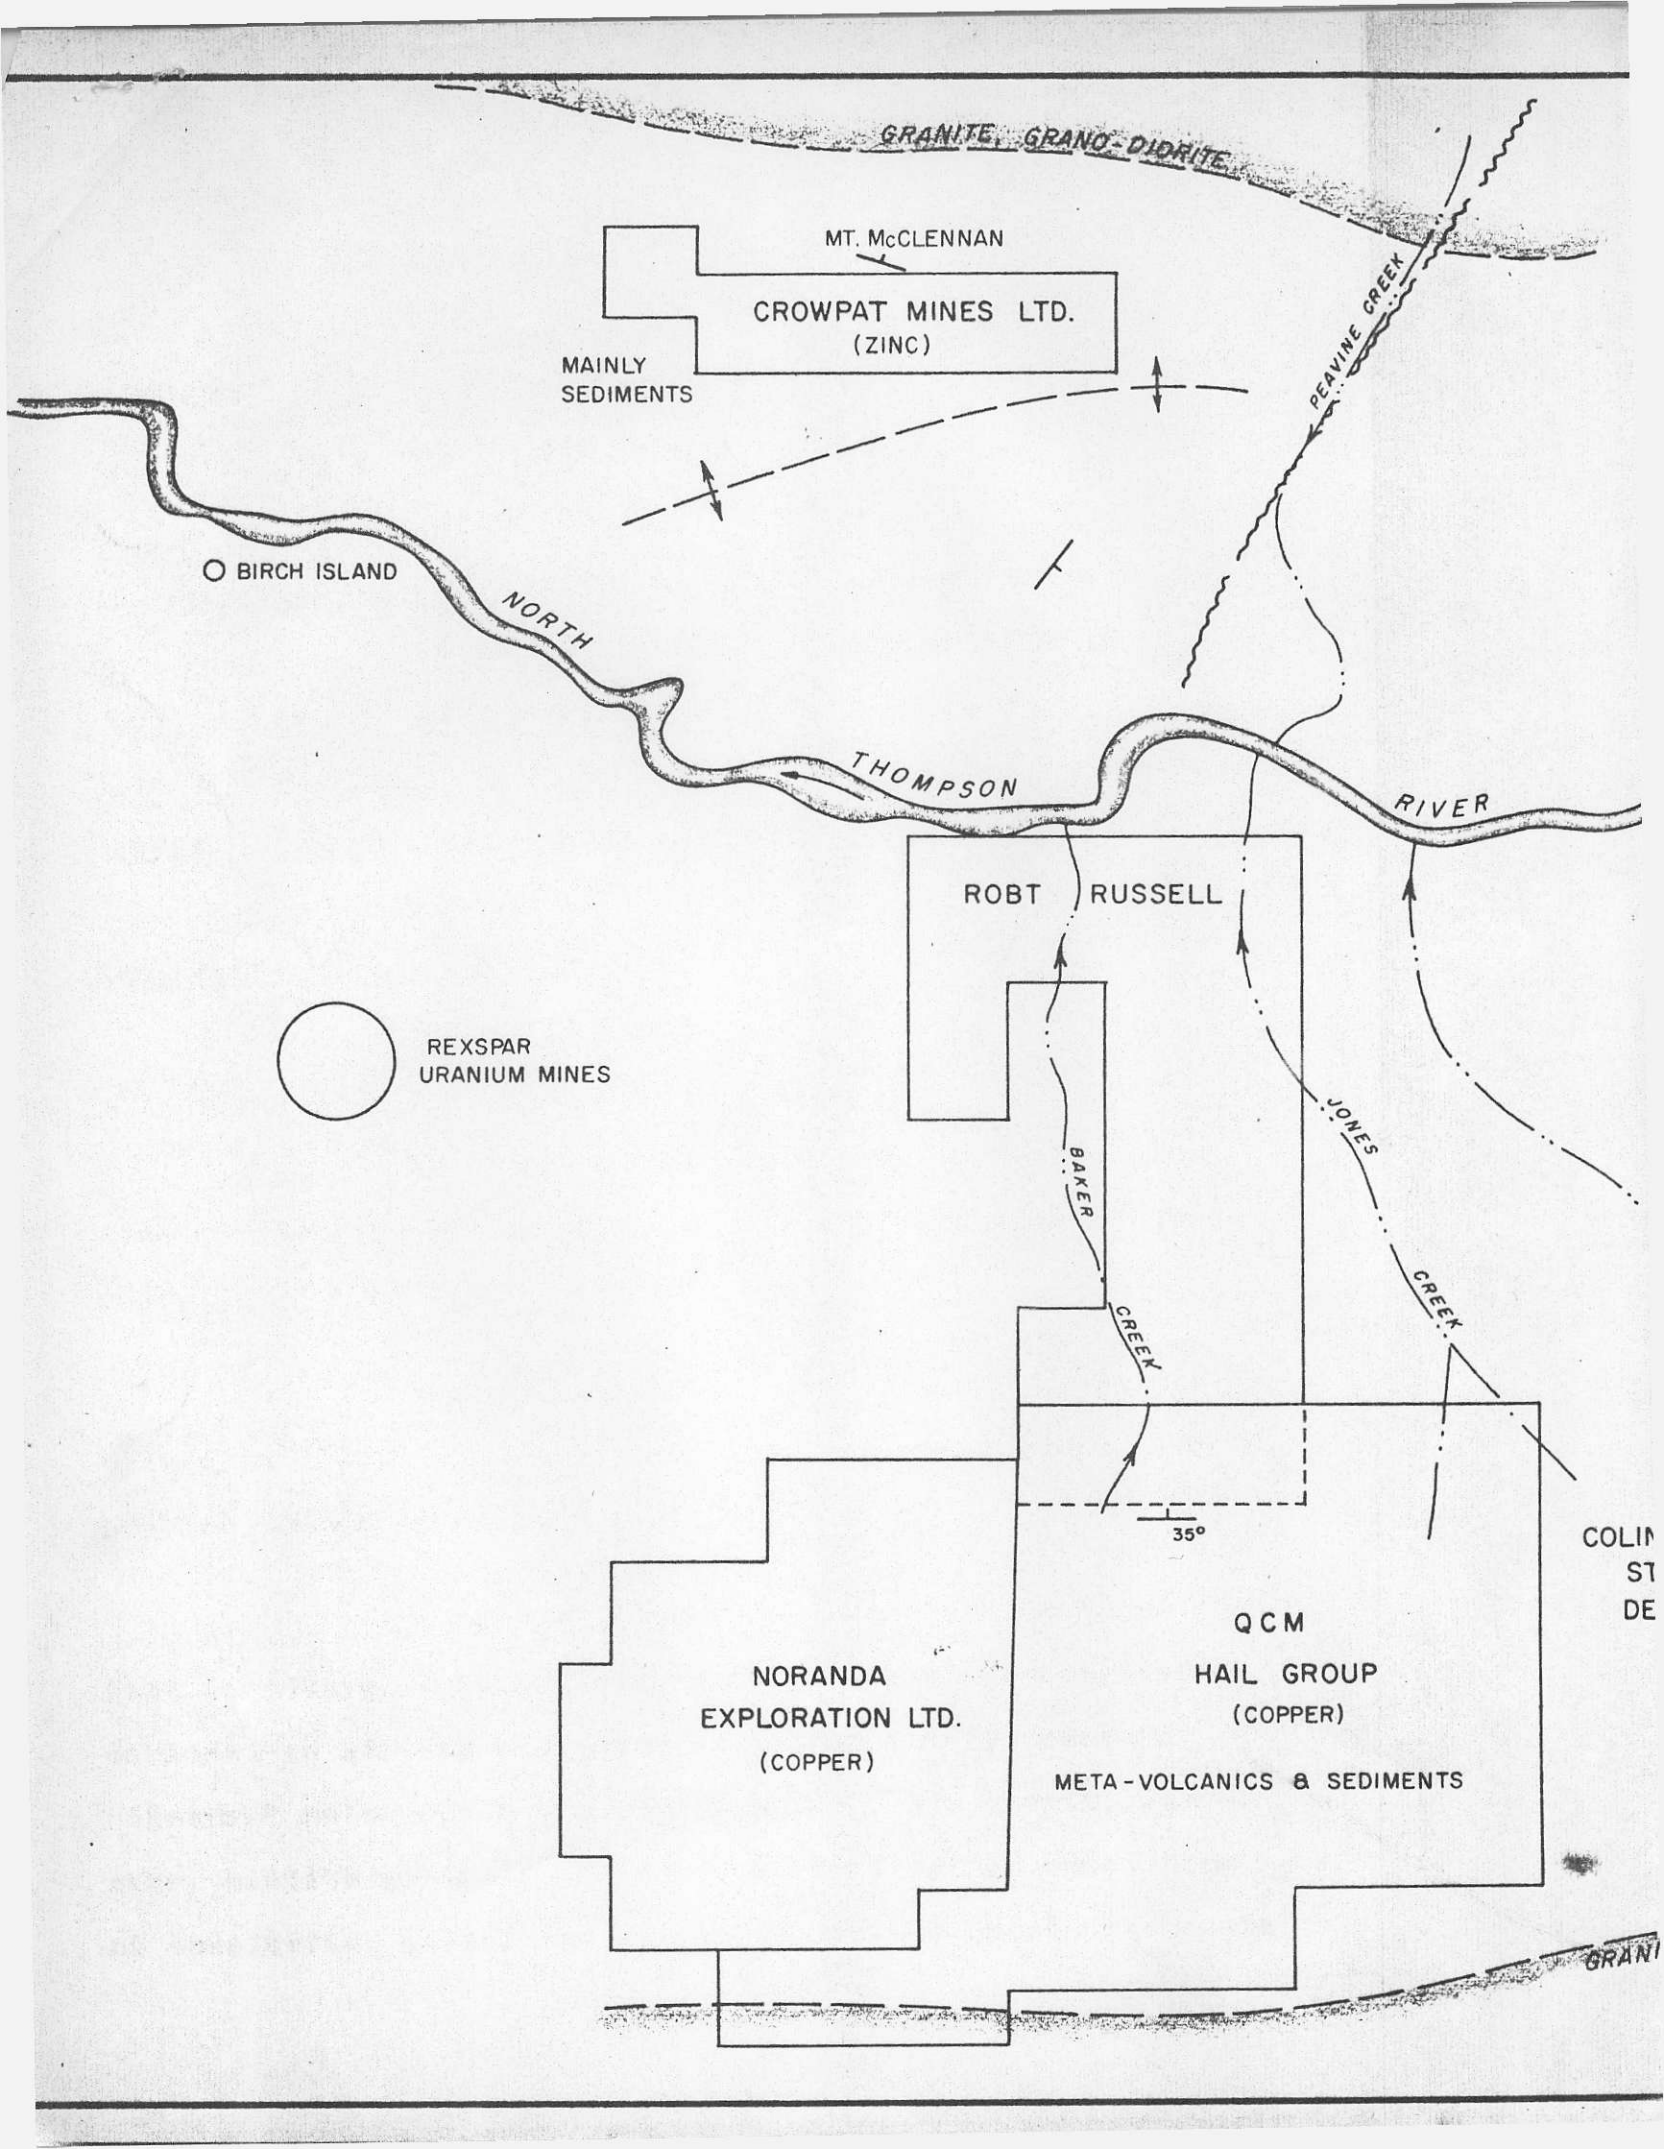 GRANITE, GRANO-DIORITE
MT. McCLENNAN
CROWPAT MINES LTD.
(ZINC)
PEAVINE CREEK
MAINLY
SEDIMENTS
BIRCH ISLAND
NORTH
THOMPSON
RIVER
ROBT RUSSELL
REXSPAR
URANIUM MINES
JONES
BAKER
CREEK
CREEK
35°
COLIN
ST
DE
QCM
HAIL GROUP
(COPPER)
META-VOLCANICS & SEDIMENTS
NORANDA
EXPLORATION LTD.
(COPPER)
GRANI